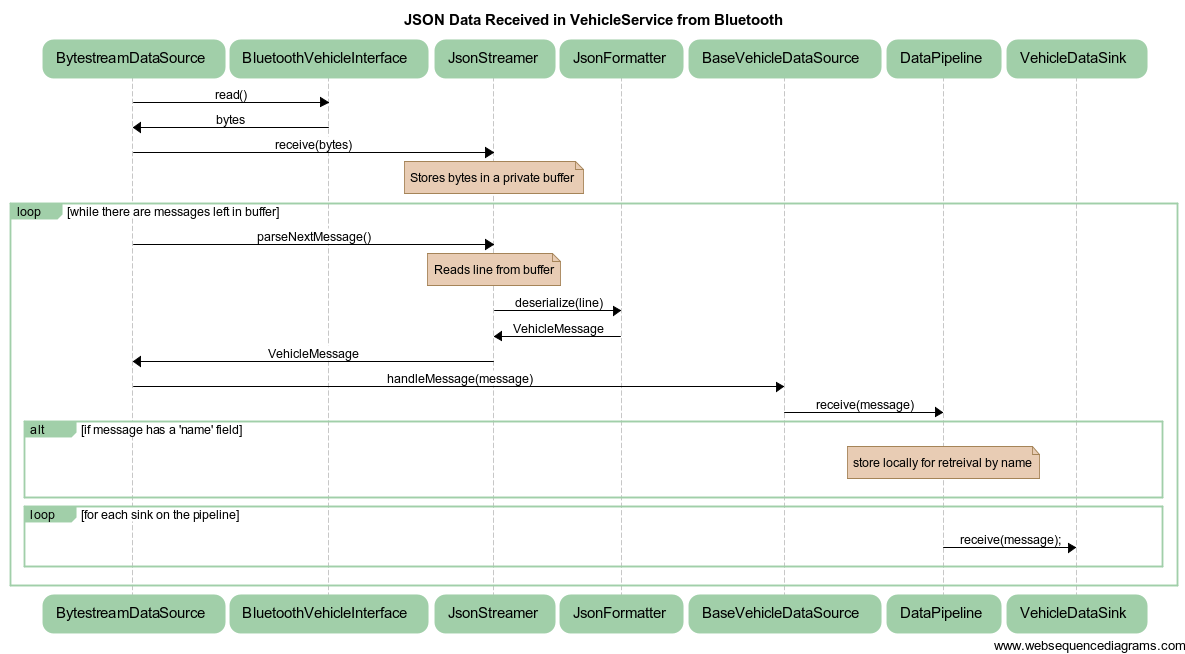 JSON Data Received in VehicleService from Bluetooth
BytestreamDataSource BluetoothVehicleInterface JsonStreamer JsonFormatter BaseVehicleDataSource DataPipeline VehicleDataSink
read()
bytes
receive(bytes)
Stores bytes in a private buffer
loop [while there are messages left in buffer]
parseNextMessage()
Reads line from buffer
deserialize(line)
VehicleMessage
VehicleMessage
handleMessage(message)
receive(message)
alt [if message has a 'name' field]
store locally for retreival by name
loop [for each sink on the pipeline]
receive(message);
BytestreamDataSource BluetoothVehicleInterface JsonStreamer JsonFormatter BaseVehicleDataSource DataPipeline VehicleDataSink
www.websequencediagrams.com